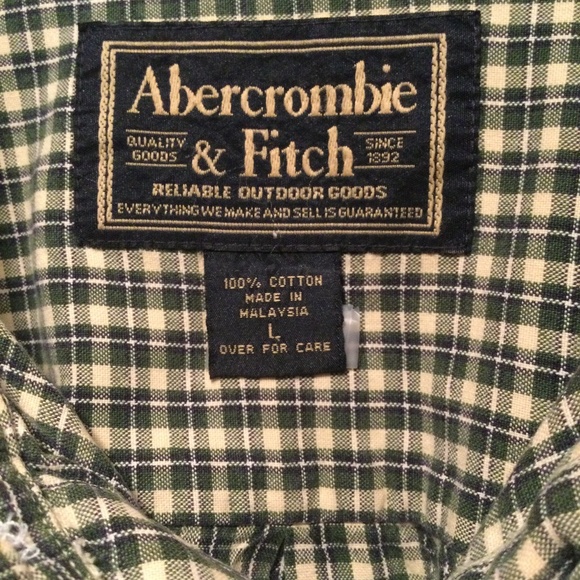 Abercrombie
QUALITY GOODS & Fitch SINCE 1892
RELIABLE OUTDOOR GOODS
EVERYTHING WE MAKE AND SELL IS GUARANTEED
100% COTTON
MADE IN
MALAYSIA
L
OVER FOR CARE